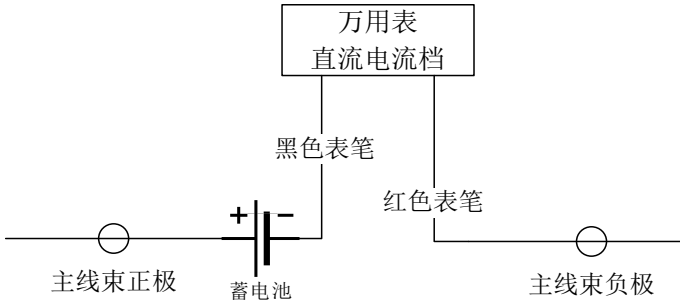 万用表
直流电流档
黑色表笔
红色表笔
+ −
主线束正极
蓄电池
主线束负极